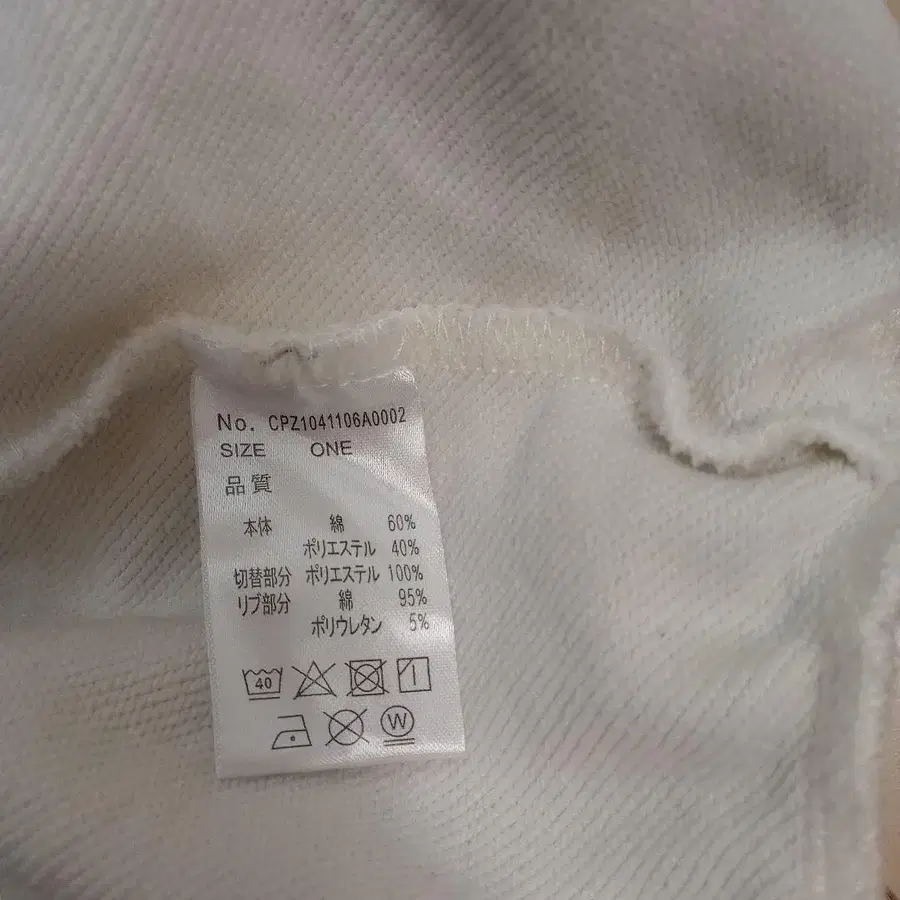 No. CPZ1041106A0002
SIZE ONE
品質
本体 綿 60%
ポリエステル 40%
切替部分 ポリエステル 100%
リブ部分 綿 95%
ポリウレタン 5%
40
W